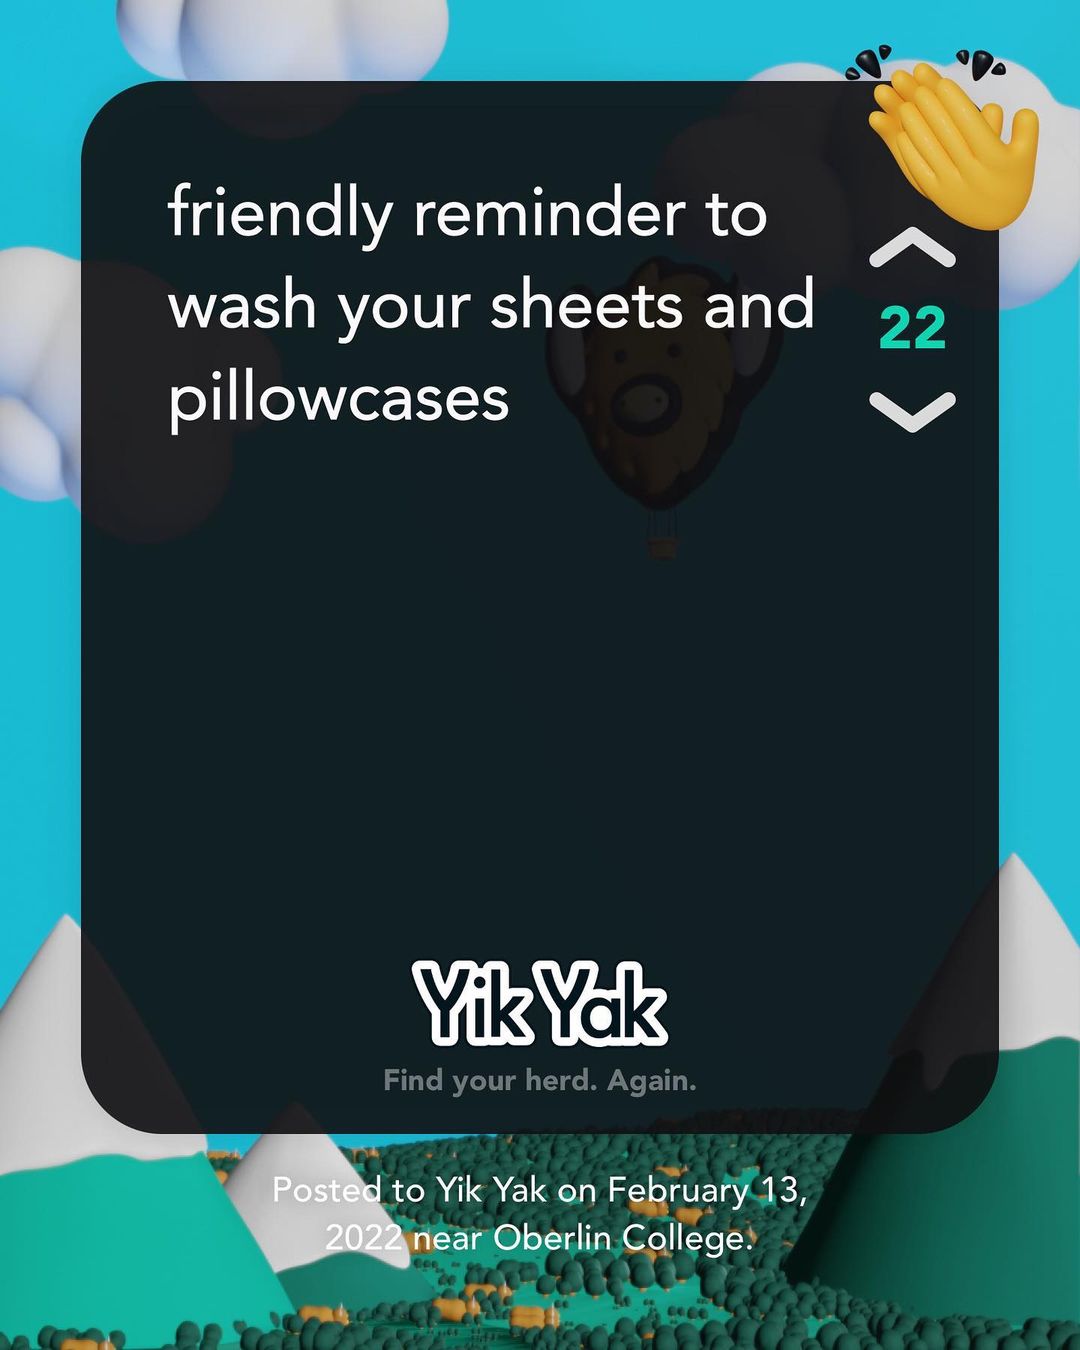 friendly reminder to
wash your sheets and
pillowcases
22
Yik Yak
Find your herd. Again.
Posted to Yik Yak on February 13,
2022 near Oberlin College.